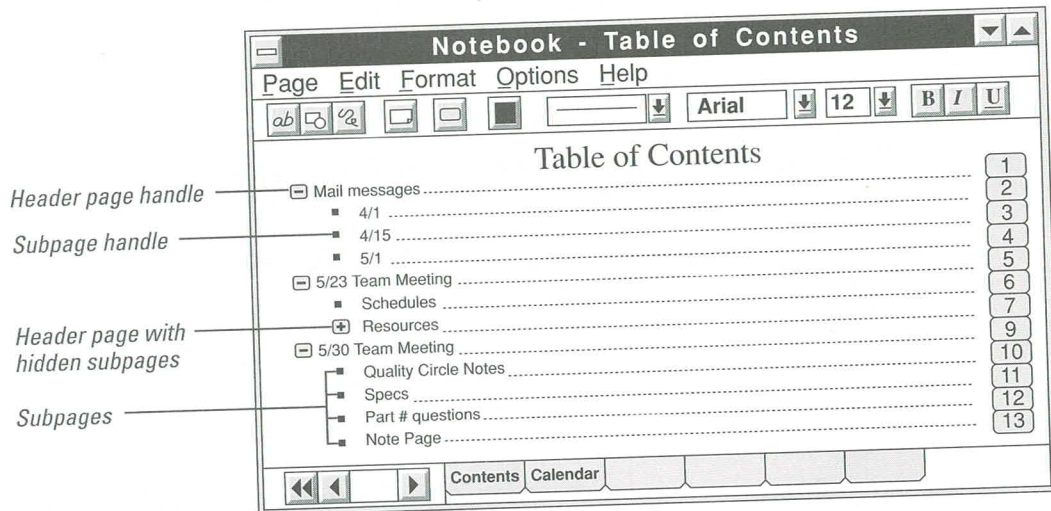 Notebook - Table of Contents
Page Edit Format Options Help
ab Arial 12 B I U
Table of Contents
Header page handle
Mail messages 1
4/1 2
Subpage handle
4/15 3
5/1 4
5/23 Team Meeting 5
Schedules 6
Header page with
hidden subpages
Resources 7
5/30 Team Meeting 9
Quality Circle Notes 10
Subpages
Specs 11
Part # questions 12
Note Page 13
Contents Calendar